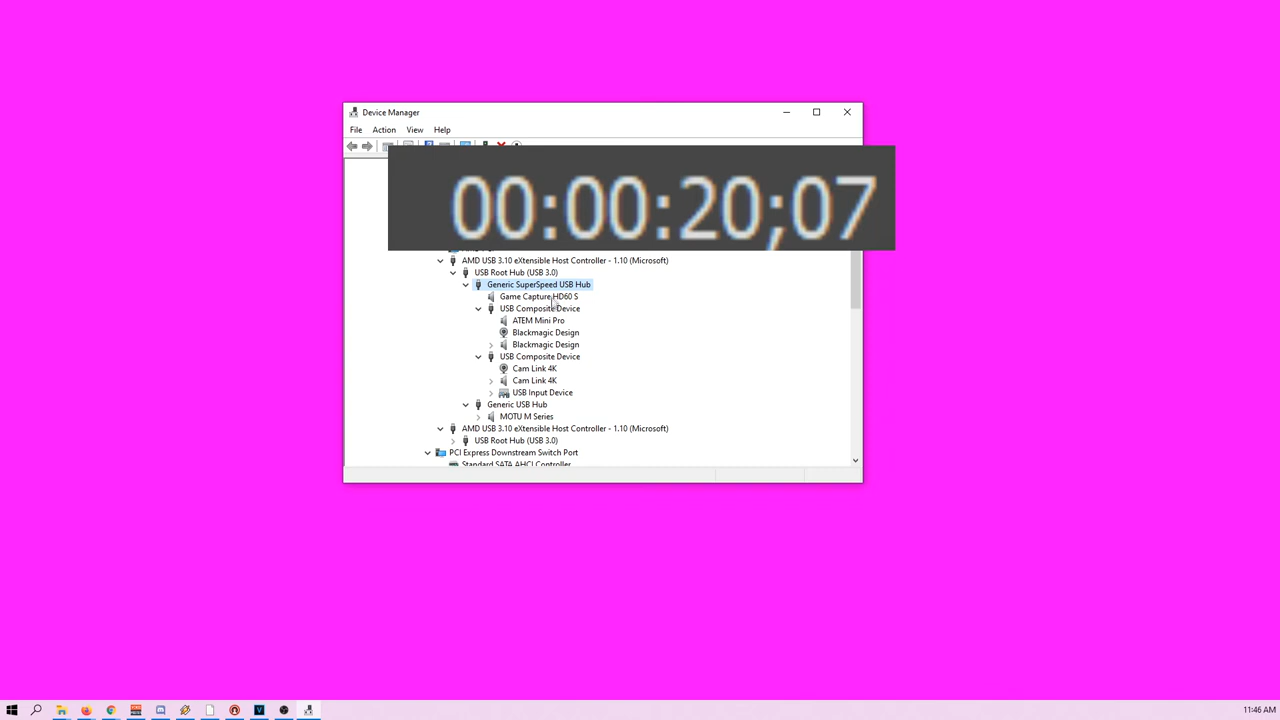 Device Manager
File Action View Help
00:00:20;07
AMD USB 3.10 eXtensible Host Controller - 1.10 (Microsoft)
USB Root Hub (USB 3.0)
Generic SuperSpeed USB Hub
Game Capture HD60 S
USB Composite Device
ATEM Mini Pro
Blackmagic Design
Blackmagic Design
USB Composite Device
Cam Link 4K
Cam Link 4K
USB Input Device
Generic USB Hub
MOTU M Series
AMD USB 3.10 eXtensible Host Controller - 1.10 (Microsoft)
USB Root Hub (USB 3.0)
PCI Express Downstream Switch Port
Standard SATA AHCI Controller
11:46 AM